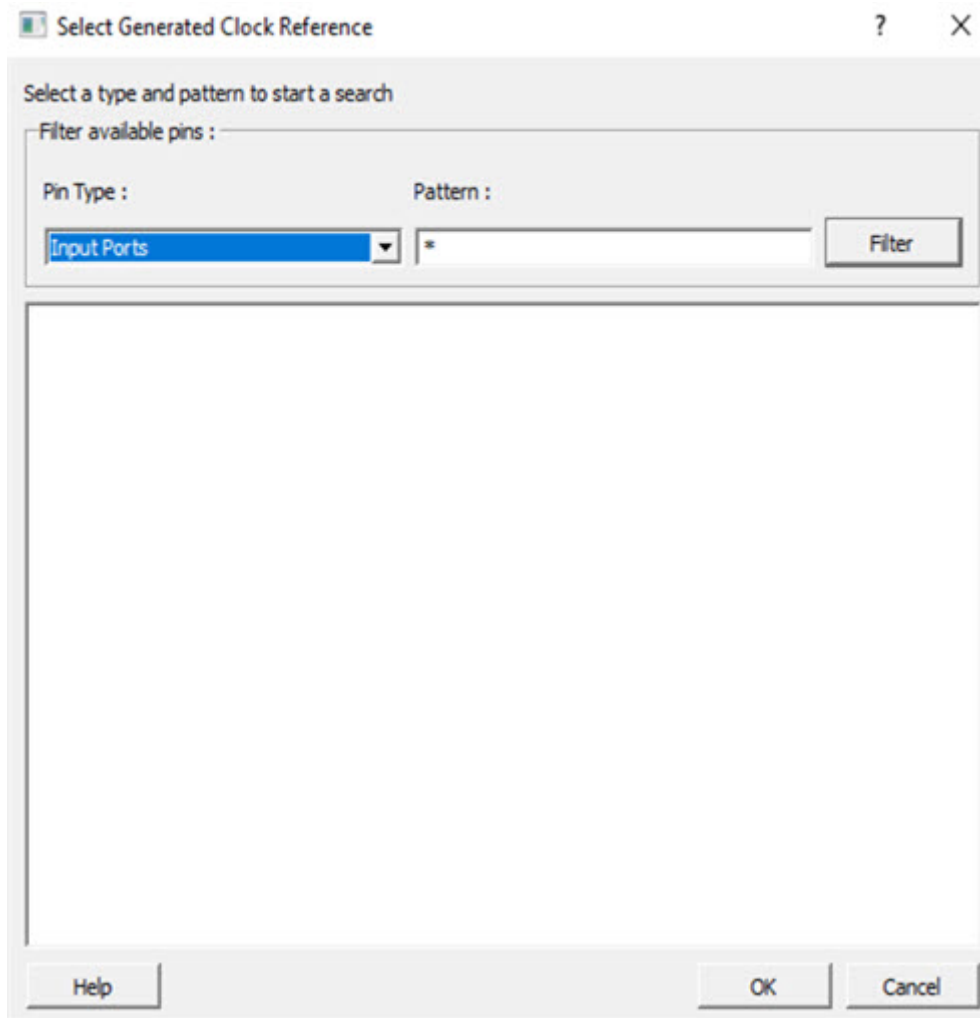 Select Generated Clock Reference
?
Select a type and pattern to start a search
Filter available pins :
Pin Type :
Pattern :
Input Ports
*
Filter
Help
OK
Cancel